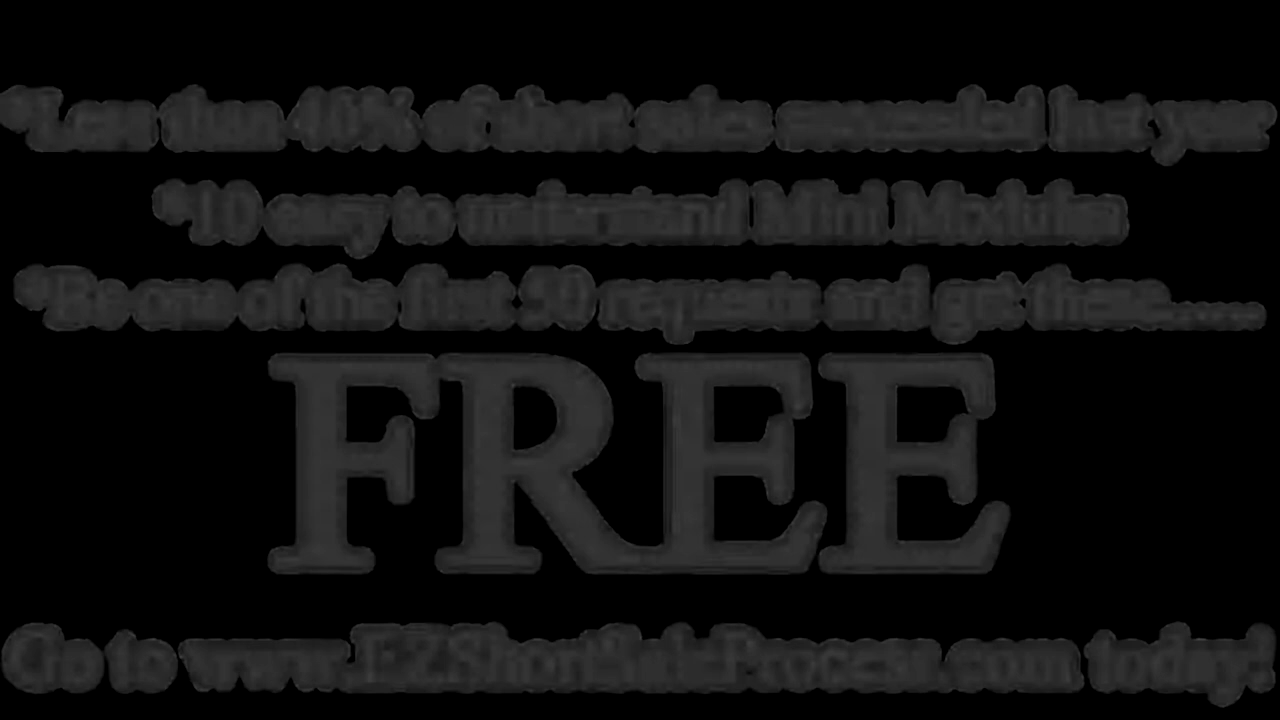 *Less than 40% of short sales succeeded last year
*10 easy to understand Mini Modules
*Be one of the first 50 requests and get these......
FREE
Go to www.EZShortSaleProcess.com today!